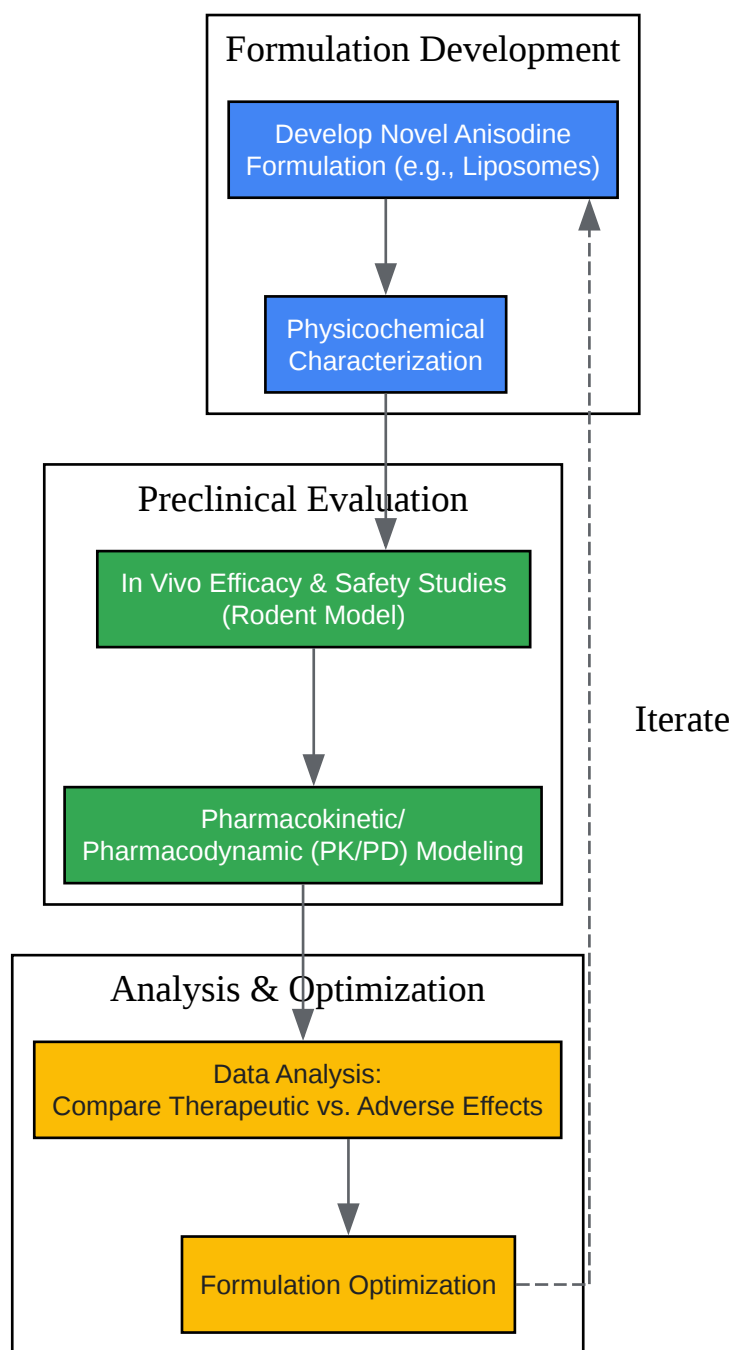 Formulation Development
Develop Novel Anisodine
Formulation (e.g., Liposomes)
Physicochemical
Characterization
Preclinical Evaluation
In Vivo Efficacy & Safety Studies
(Rodent Model)
Iterate
Pharmacokinetic/
Pharmacodynamic (PK/PD) Modeling
Analysis & Optimization
Data Analysis:
Compare Therapeutic vs. Adverse Effects
Formulation Optimization